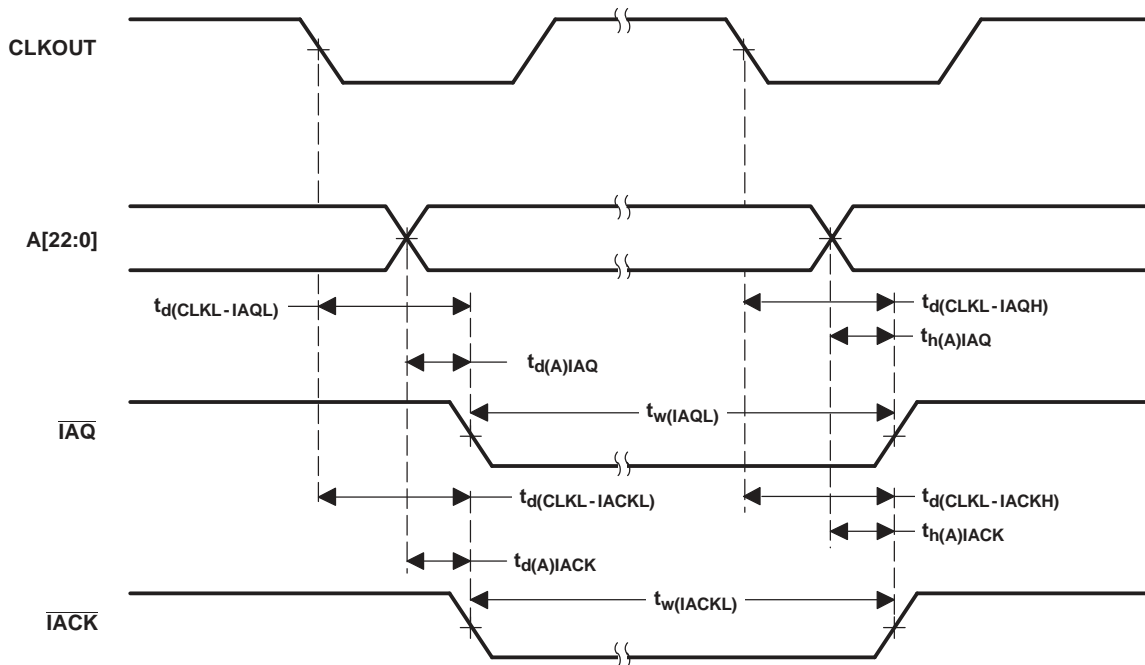 CLKOUT
A[22:0]
td(CLKL-IAQL)
td(CLKL-IAQH)
th(A)IAQ
td(A)IAQ
tw(IAQL)
IAQ
td(CLKL-IACKL)
td(CLKL-IACKH)
th(A)IACK
td(A)IACK
tw(IACKL)
IACK